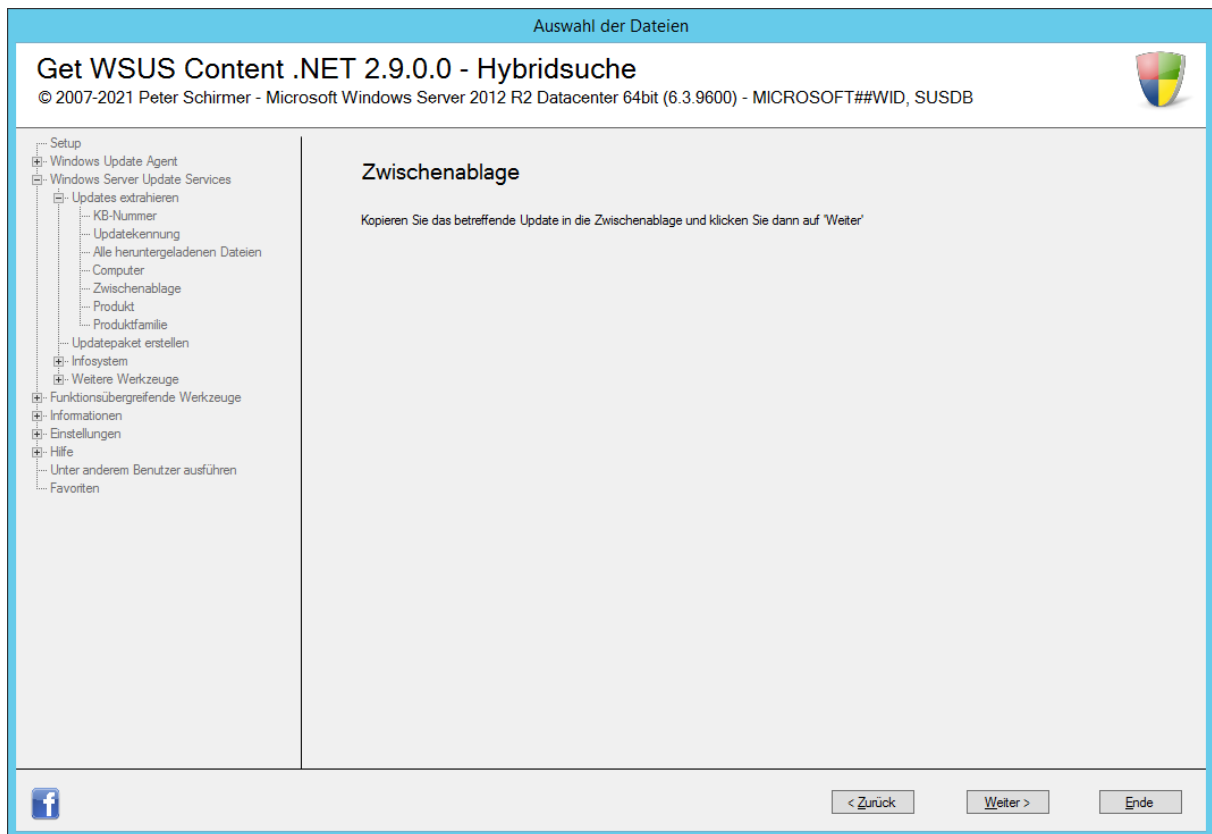 Auswahl der Dateien
Get WSUS Content .NET 2.9.0.0 - Hybridsuche
© 2007-2021 Peter Schirmer - Microsoft Windows Server 2012 R2 Datacenter 64bit (6.3.9600) - MICROSOFT##WID, SUSDB
Setup
Windows Update Agent
Windows Server Update Services
Updates extrahieren
KB-Nummer
Updatekennung
Alle heruntergeladenen Dateien
Computer
Zwischenablage
Produkt
Produktfamilie
Updatepaket erstellen
Infosystem
Weitere Werkzeuge
Funktionsübergreifende Werkzeuge
Informationen
Einstellungen
Hilfe
Unter anderem Benutzer ausführen
Favoriten
Zwischenablage
Kopieren Sie das betreffende Update in die Zwischenablage und klicken Sie dann auf 'Weiter'
f
< Zurück
Weiter >
Ende